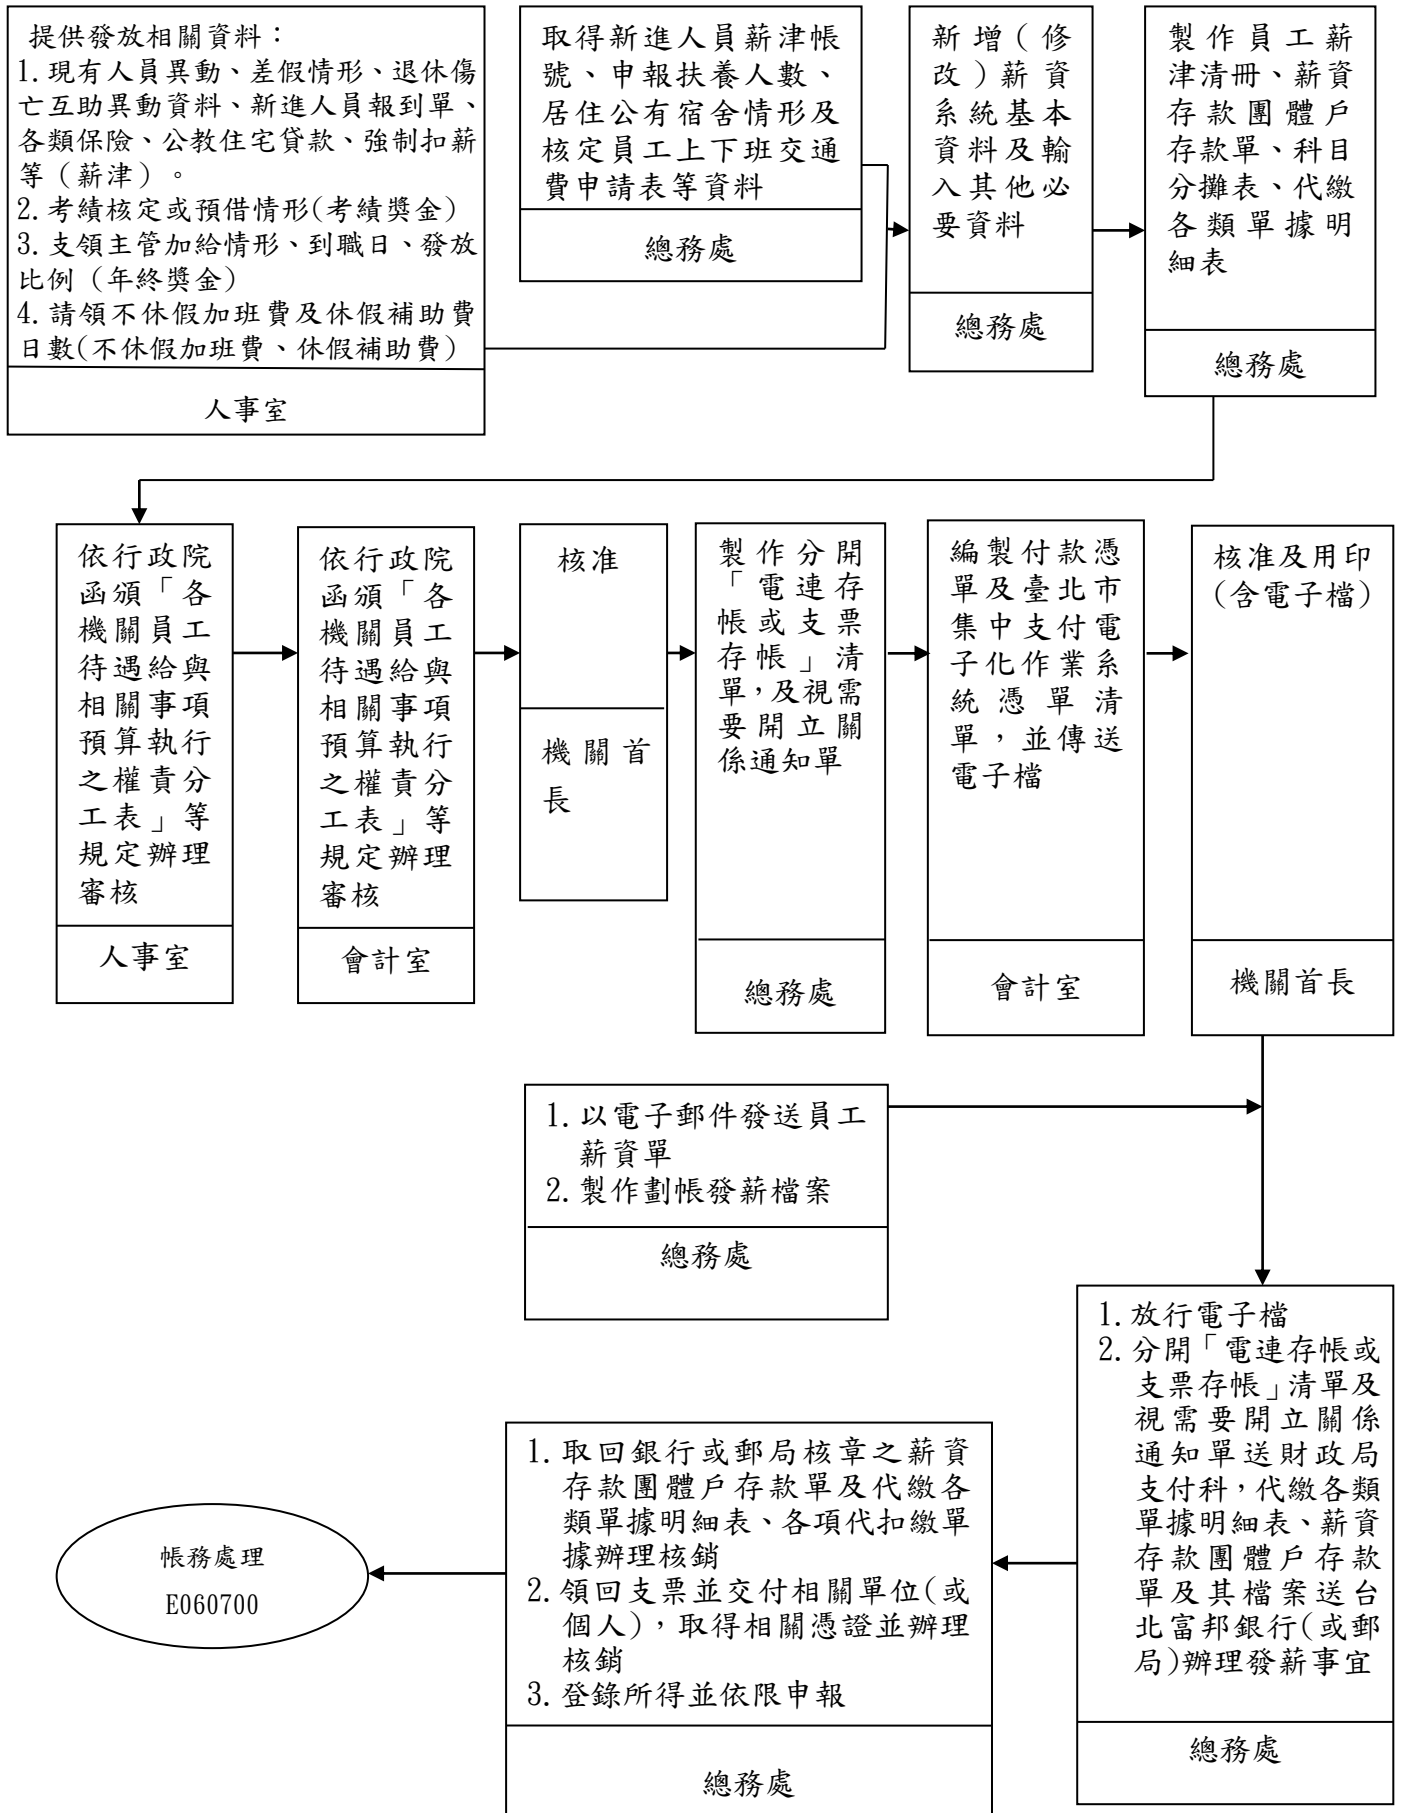 提供發放相關資料：
1.現有人員異動、差假情形、退休傷
亡互助異動資料、新進人員報到單、
各類保險、公教住宅貸款、強制扣薪
等（薪津）。
2.考績核定或預借情形(考績獎金)
3.支領主管加給情形、到職日、發放
比例（年終獎金)
4.請領不休假加班費及休假補助費
日數(不休假加班費、休假補助費)
人事室
取得新進人員薪津帳
號、申報扶養人數、
居住公有宿舍情形及
核定員工上下班交通
費申請表等資料
總務處
新增（修
改）薪資
系統基本
資料及輸
入其他必
要資料
總務處
製作員工薪
津清冊、薪資
存款團體戶
存款單、科目
分攤表、代繳
各類單據明
細表
總務處
依行政院
函頒「各
機關員工
待遇給與
相關事項
預算執行
之權責分
工表」等
規定辦理
審核
人事室
依行政院
函頒「各
機關員工
待遇給與
相關事項
預算執行
之權責分
工表」等
規定辦理
審核
會計室
核准
機關首
長
製作分開
「電連存
帳或支票
存帳」清
單，及視需
要開立關
係通知單
總務處
編製付款憑
單及臺北市
集中支付電
子化作業系
統憑單清
單，並傳送
電子檔
會計室
核准及用印
(含電子檔)
機關首長
1.以電子郵件發送員工
薪資單
2.製作劃帳發薪檔案
總務處
1.放行電子檔
2.分開「電連存帳或
支票存帳」清單及
視需要開立關係
通知單送財政局
支付科，代繳各類
單據明細表、薪資
存款團體戶存款
單及其檔案送台
北富邦銀行(或郵
局)辦理發薪事宜
總務處
1.取回銀行或郵局核章之薪資
存款團體戶存款單及代繳各
類單據明細表、各項代扣繳單
據辦理核銷
2.領回支票並交付相關單位(或
個人)，取得相關憑證並辦理
核銷
3.登錄所得並依限申報
總務處
帳務處理
E060700